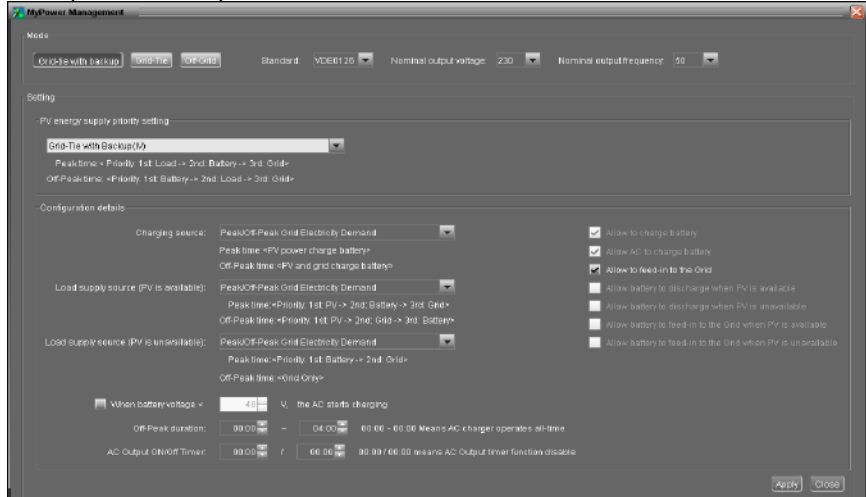 MyPower Management
Mode
Grid-tie with backup Grid-Tie Off-Grid Standard: VDE0126 Nominal output voltage: 230 Nominal output frequency: 50
Setting
PV energy supply priority setting
Grid-Tie with Backup(IV)
Peak time:< Priority: 1st: Load-> 2nd: Battery-> 3rd: Grid>
Off-Peak time: <Priority: 1st: Battery-> 2nd: Load-> 3rd: Grid>
Configuration details
Charging source: Peak/Off-Peak Grid Electricity Demand Allow to charge battery
Peak time:<PV power charge battery> Allow AC to charge battery
Off-Peak time:<PV and grid charge battery> Allow to feed-in to the Grid
Load supply source (PV is available): Peak/Off-Peak Grid Electricity Demand Allow battery to discharge when PV is available
Peak time:<Priority: 1st: PV-> 2nd: Battery-> 3rd: Grid> Allow battery to discharge when PV is unavailable
Off-Peak time:<Priority: 1st: PV-> 2nd: Grid-> 3rd: Battery> Allow battery to feed-in to the Grid when PV is available
Load supply source (PV is unavailable): Peak/Off-Peak Grid Electricity Demand Allow battery to feed-in to the Grid when PV is unavailable
Peak time:<Priority: 1st: Battery-> 2nd: Grid>
Off-Peak time:<Grid Only>
When battery voltage < 48 V, the AC starts charging
Off-Peak duration: 00:00 ~ 04:00 00:00 ~ 00:00 Means AC charger operates all-time
AC Output ON/Off Timer: 00:00 / 00:00 00:00 / 00:00 means AC Output timer function disable
Apply Close